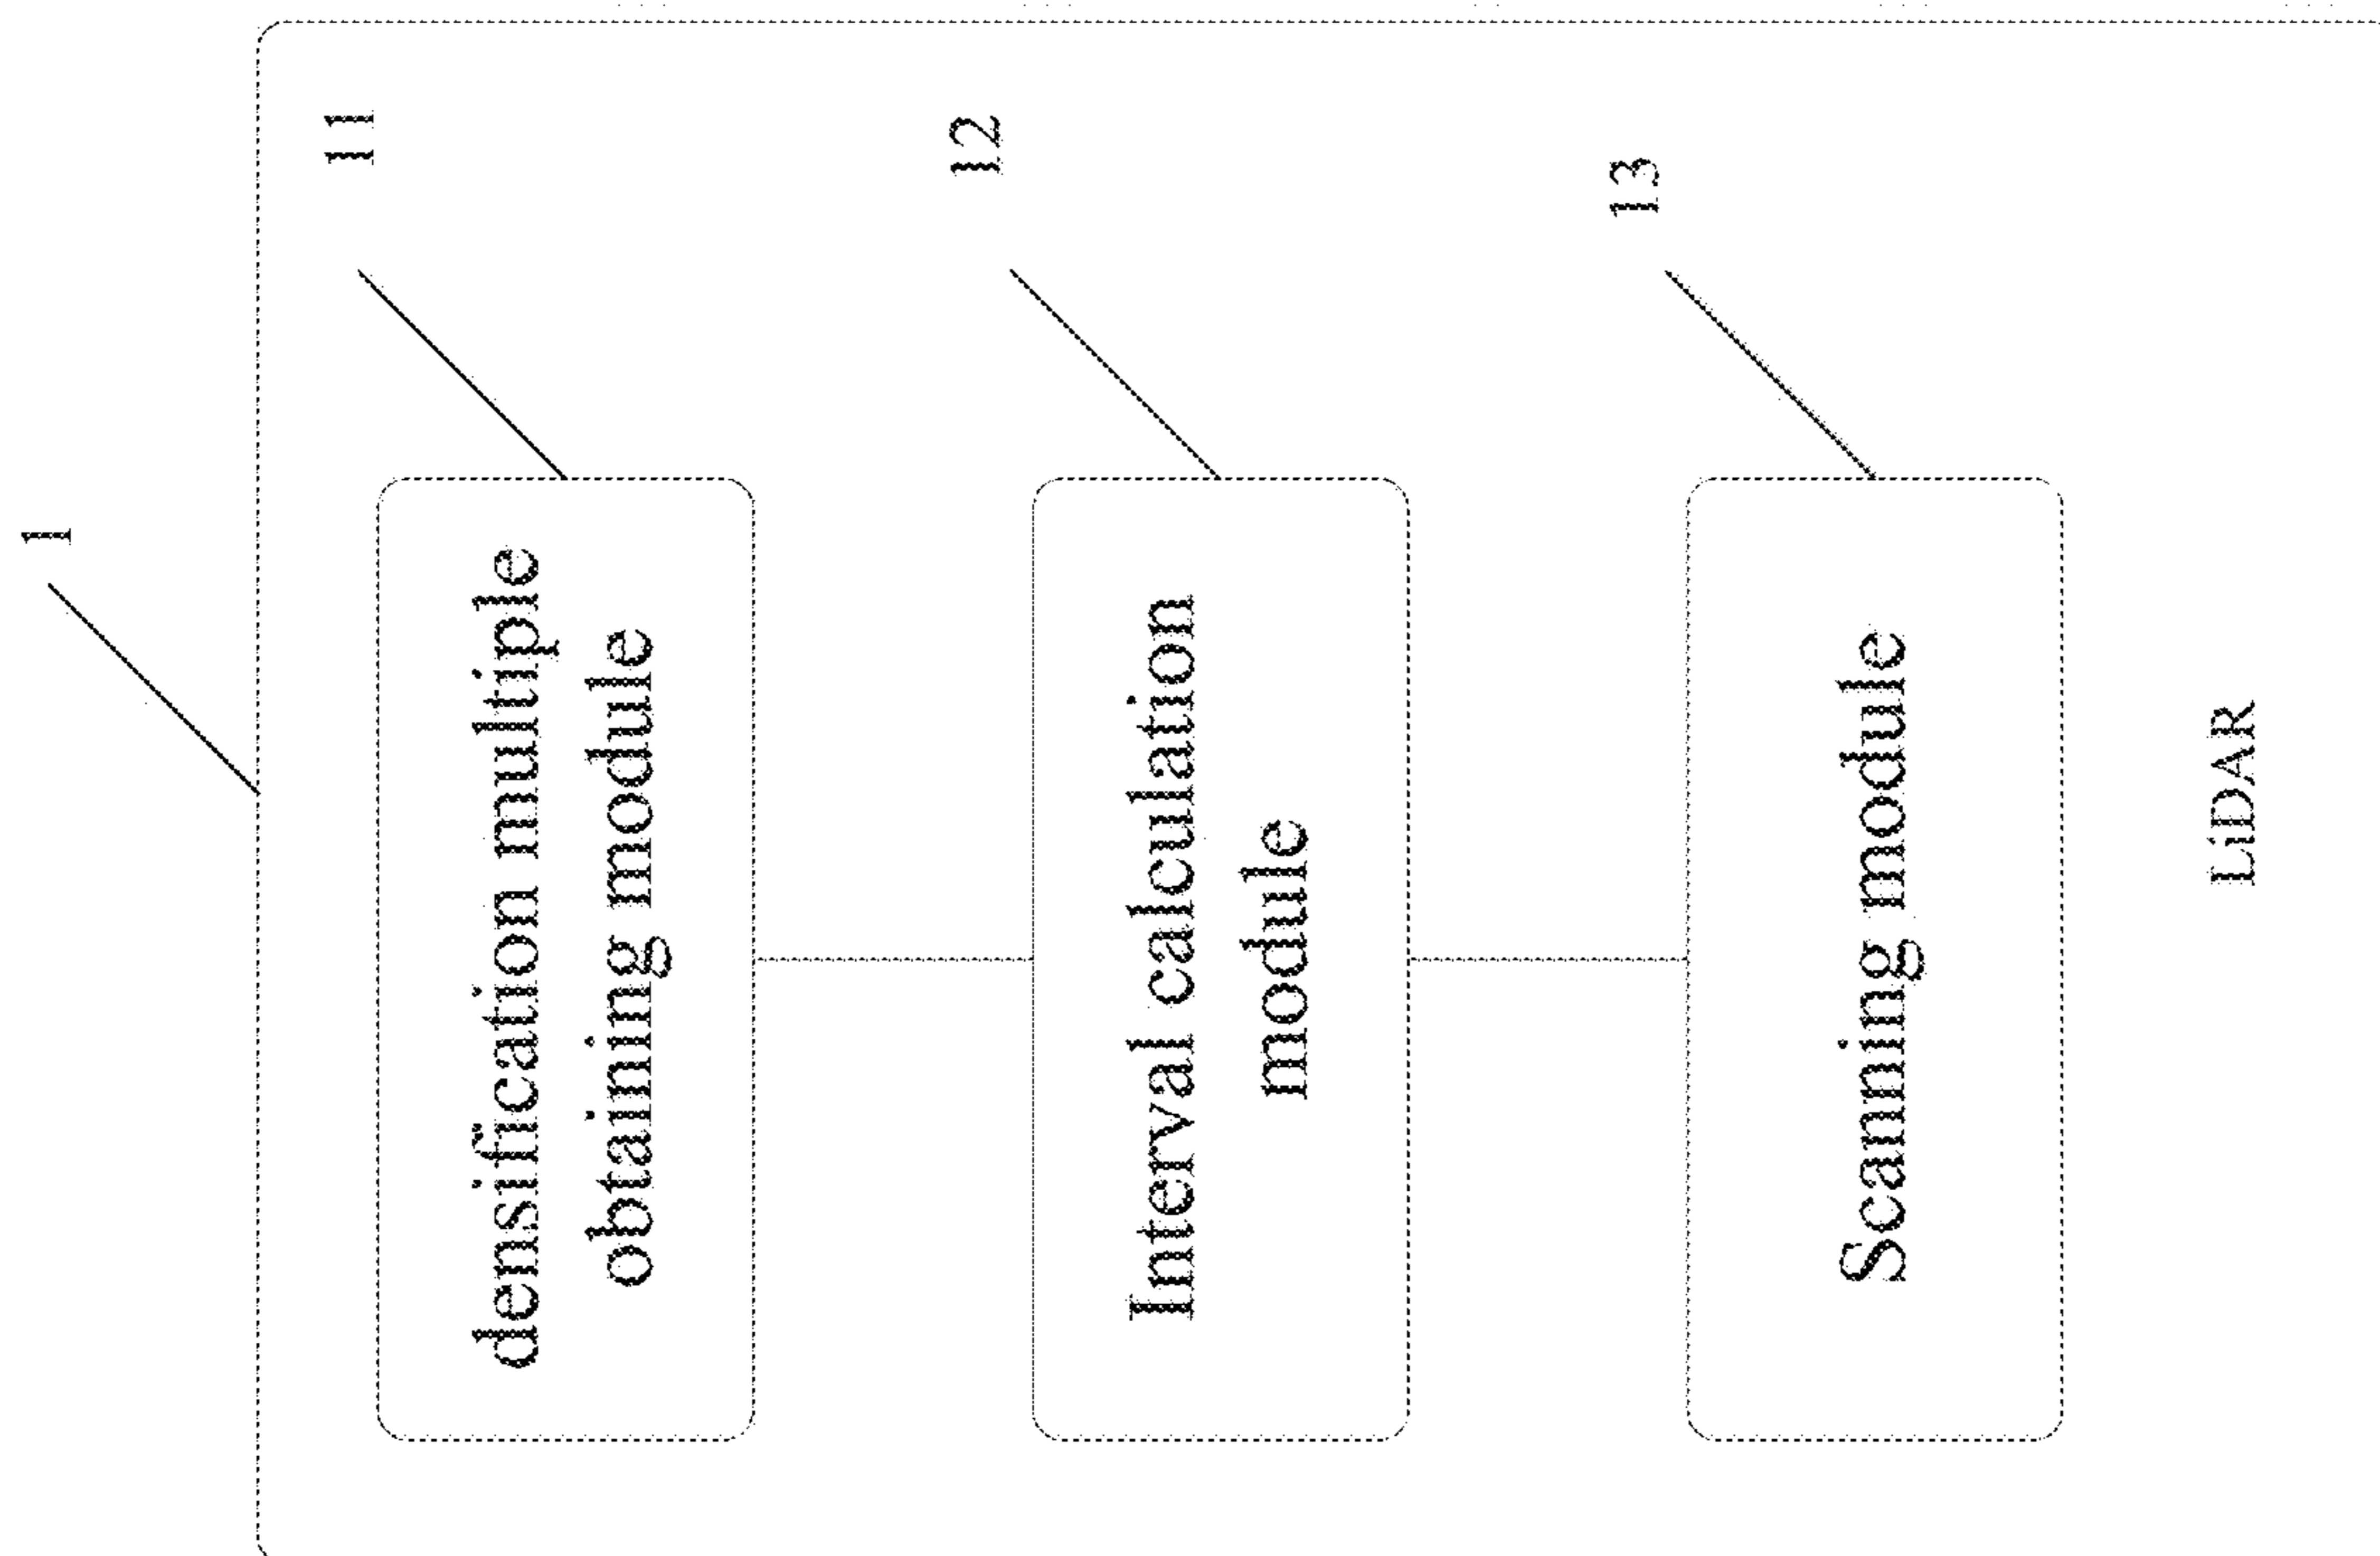 1
11
densification multiple
obtaining module
12
Interval calculation
module
13
Scanning module
LiDAR